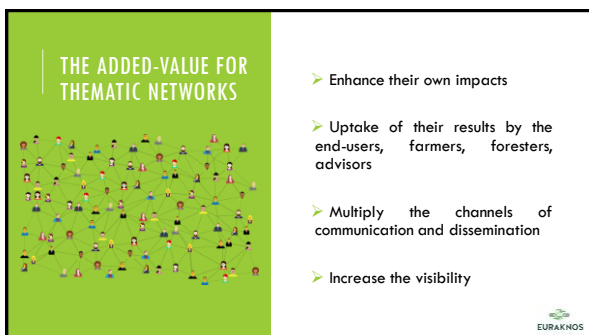 THE ADDED-VALUE FOR
THEMATIC NETWORKS
➢ Enhance their own impacts
➢ Uptake of their results by the
end-users, farmers, foresters,
advisors
➢ Multiply the channels of
communication and dissemination
➢ Increase the visibility
EURAKNOS